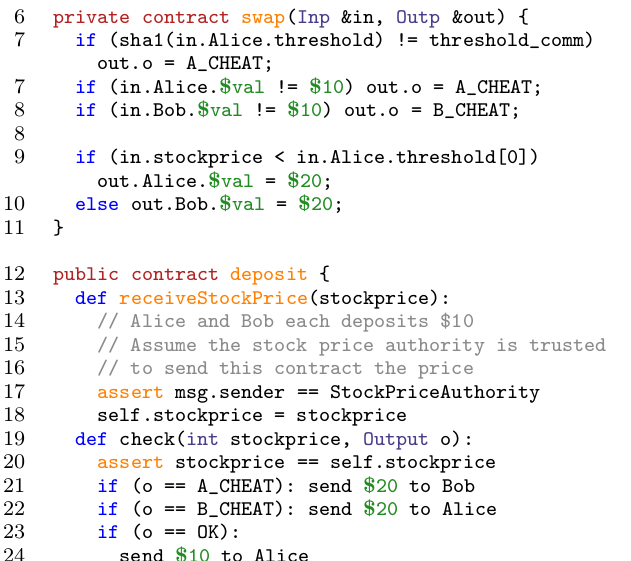 6 private contract swap(Inp &in, Outp &out) {
7 if (sha1(in.Alice.threshold) != threshold_comm)
out.o = A_CHEAT;
7 if (in.Alice.$val != $10) out.o = A_CHEAT;
8 if (in.Bob.$val != $10) out.o = B_CHEAT;
8
9 if (in.stockprice < in.Alice.threshold[0])
out.Alice.$val = $20;
10 else out.Bob.$val = $20;
11 }
12 public contract deposit {
13 def receiveStockPrice(stockprice):
14 // Alice and Bob each deposits $10
15 // Assume the stock price authority is trusted
16 // to send this contract the price
17 assert msg.sender == StockPriceAuthority
18 self.stockprice = stockprice
19 def check(int stockprice, Output o):
20 assert stockprice == self.stockprice
21 if (o == A_CHEAT): send $20 to Bob
22 if (o == B_CHEAT): send $20 to Alice
23 if (o == OK):
24 send $10 to Alice